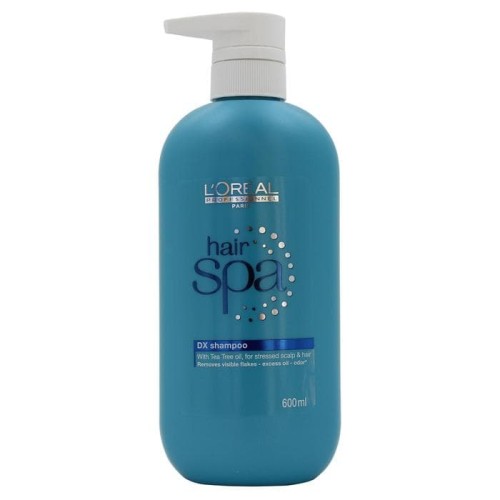 L'ORÉAL
PROFESSIONNEL
PARIS
hair
spa
DX shampoo
With Tea Tree oil, for stressed scalp & hair
Removes visible flakes - excess oil - odor*
600ml